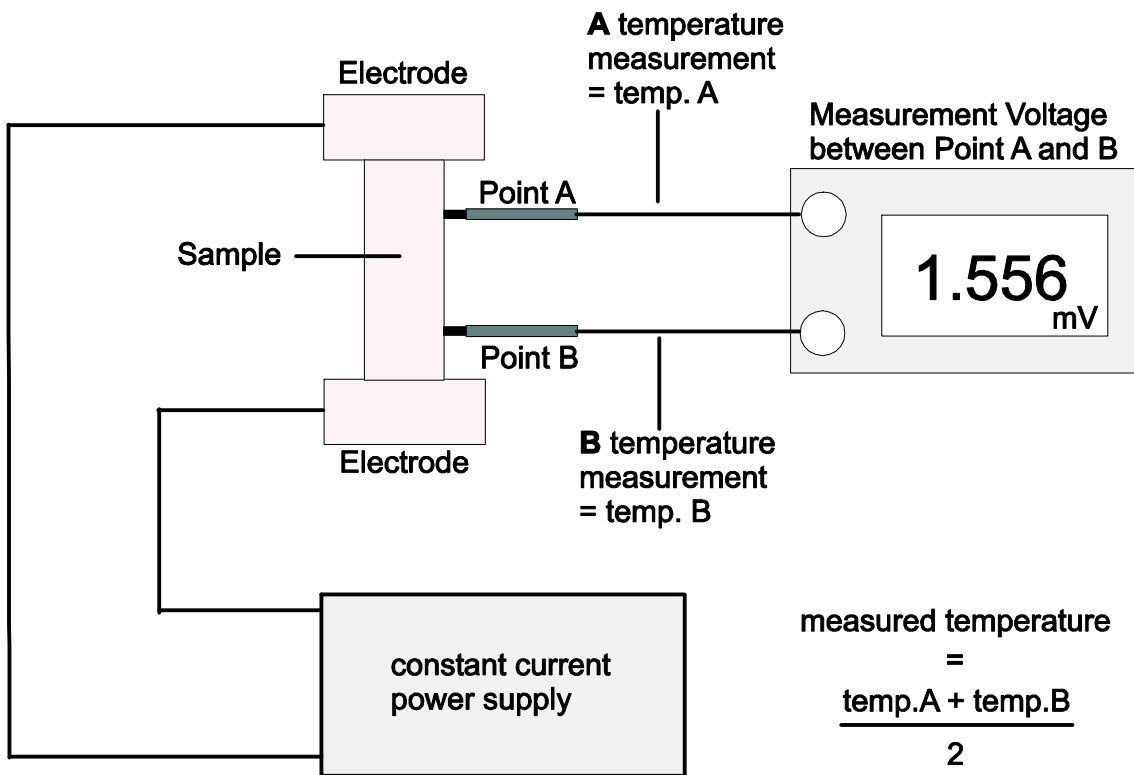 A temperature
measurement
= temp. A
Electrode
Measurement Voltage
between Point A and B
Point A
Sample
1.556
mV
Point B
B temperature
measurement
= temp. B
Electrode
constant current
power supply
measured temperature
=
temp.A + temp.B
2